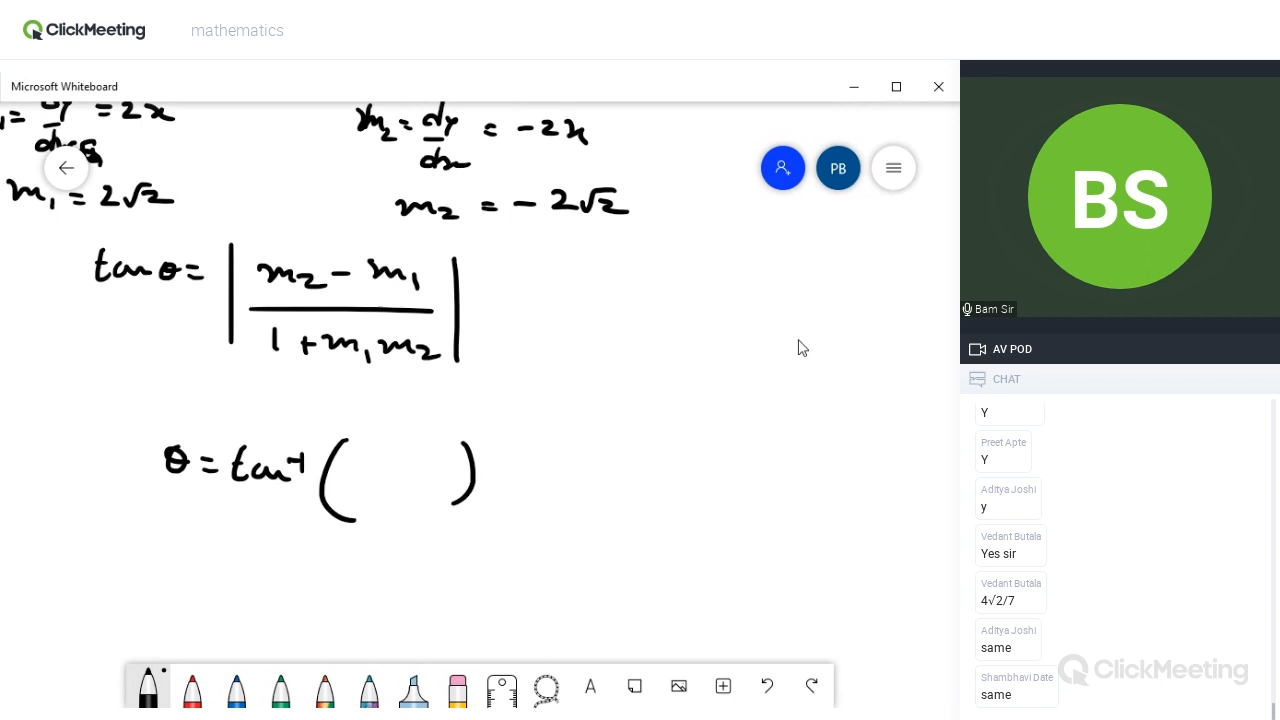 ClickMeeting
mathematics
Microsoft Whiteboard
= dy = 2x
m₂ = dy/dx = -2x
m₁ = 2√2
m₂ = -2√2
tan θ = | m₂ - m₁ / 1 + m₁m₂ |
θ = tan⁻¹ ( )
PB
A
BS
Bam Sir
AV POD
CHAT
Y
Preet Apte
Y
Aditya Joshi
y
Vedant Butala
Yes sir
Vedant Butala
4√2/7
Aditya Joshi
same
Shambhavi Date
same
ClickMeeting